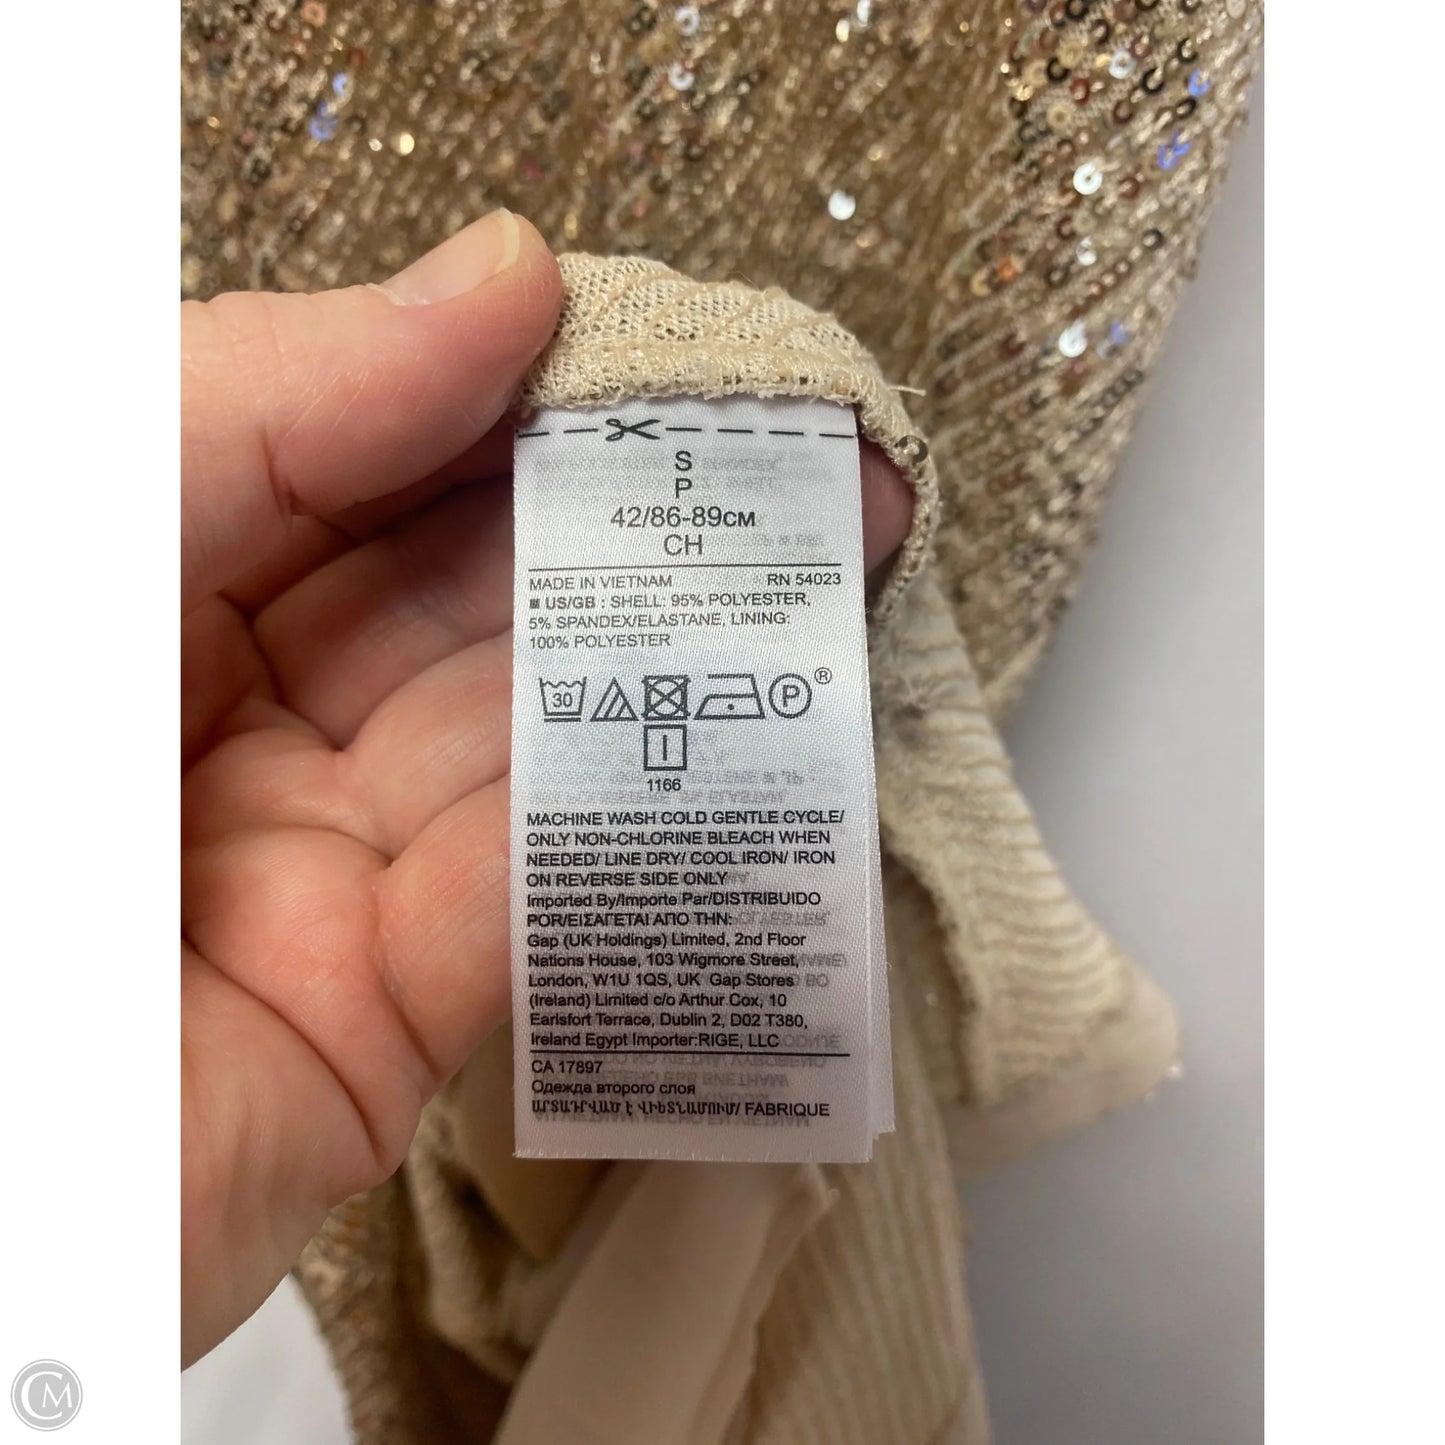 S
P
42/86-89CM
CH
MADE IN VIETNAM RN 54023
US/GB : SHELL: 95% POLYESTER,
5% SPANDEX/ELASTANE, LINING:
100% POLYESTER
30 P ®
I
1166
MACHINE WASH COLD GENTLE CYCLE/
ONLY NON-CHLORINE BLEACH WHEN
NEEDED/ LINE DRY/ COOL IRON/ IRON
ON REVERSE SIDE ONLY
Imported By/Importe Par/DISTRIBUIDO
POR/ΕΙΣΑΓΕΤΑΙ ΑΠΟ ΤΗΝ:
Gap (UK Holdings) Limited, 2nd Floor
Nations House, 103 Wigmore Street,
London, W1U 1QS, UK Gap Stores
(Ireland) Limited c/o Arthur Cox, 10
Earlsfort Terrace, Dublin 2, D02 T380,
Ireland Egypt Importer:RIGE, LLC
CA 17897
Одежда второго слоя
ԱՐՏԱԴՐՎԱԾ Է ՎԻԵՏՆԱՄՈՒՄ/ FABRIQUE
CM